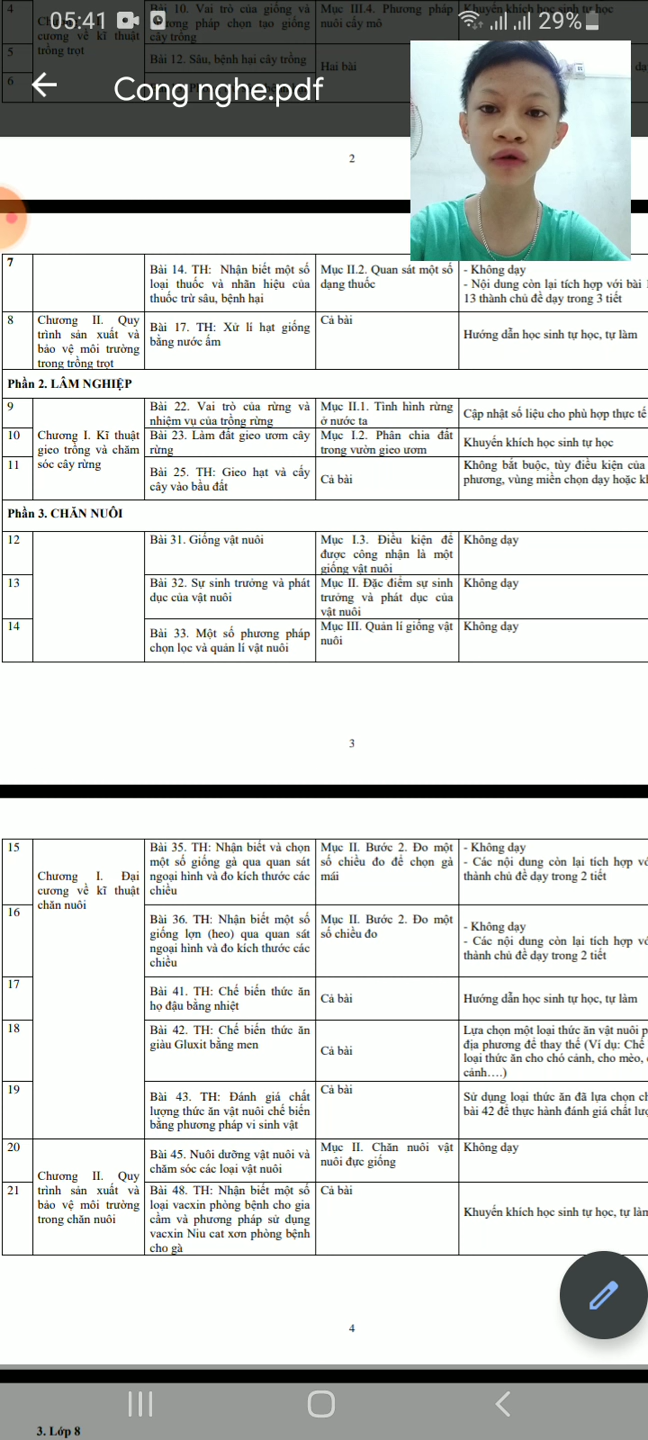 05:41
29%
Cong nghe.pdf
4
Bài 10. Vai trò của giống và
phương pháp chọn tạo giống
cây trồng
Mục III.4. Phương pháp
nuôi cấy mô
Khuyến khích học sinh tự học
cương về kĩ thuật
trồng trọt
5
Bài 12. Sâu, bệnh hại cây trồng
Hai bài
6
2
7
Bài 14. TH: Nhận biết một số
loại thuốc và nhãn hiệu của
thuốc trừ sâu, bệnh hại
Mục II.2. Quan sát một số
dạng thuốc
- Không dạy
- Nội dung còn lại tích hợp với bài
13 thành chủ đề dạy trong 3 tiết
8
Chương II. Quy
trình sản xuất và
bảo vệ môi trường
trong trồng trọt
Bài 17. TH: Xử lí hạt giống
bằng nước ấm
Cả bài
Hướng dẫn học sinh tự học, tự làm
Phần 2. LÂM NGHIỆP
9
Chương I. Kĩ thuật
gieo trồng và chăm
sóc cây rừng
Bài 22. Vai trò của rừng và
nhiệm vụ của trồng rừng
Mục II.1. Tình hình rừng
ở nước ta
Cập nhật số liệu cho phù hợp thực tế
10
Bài 23. Làm đất gieo ươm cây
rừng
Mục I.2. Phân chia đất
trong vườn gieo ươm
Khuyến khích học sinh tự học
11
Bài 25. TH: Gieo hạt và cấy
cây vào bầu đất
Cả bài
Không bắt buộc, tùy điều kiện của
phương, vùng miền chọn dạy hoặc
Phần 3. CHĂN NUÔI
12
Bài 31. Giống vật nuôi
Mục I.3. Điều kiện để
được công nhận là một
giống vật nuôi
Không dạy
13
Bài 32. Sự sinh trưởng và phát
dục của vật nuôi
Mục II. Đặc điểm sự sinh
trưởng và phát dục của
vật nuôi
Không dạy
14
Bài 33. Một số phương pháp
chọn lọc và quản lí vật nuôi
Mục III. Quản lí giống vật
nuôi
Không dạy
3
15
Chương I. Đại
cương về kĩ thuật
chăn nuôi
Bài 35. TH: Nhận biết và chọn
một số giống gà qua quan sát
ngoại hình và đo kích thước các
chiều
Mục II. Bước 2. Đo một
số chiều đo để chọn gà
mái
- Không dạy
- Các nội dung còn lại tích hợp
thành chủ đề dạy trong 2 tiết
16
Bài 36. TH: Nhận biết một số
giống lợn (heo) qua quan sát
ngoại hình và đo kích thước các
chiều
Mục II. Bước 2. Đo một
số chiều đo
- Không dạy
- Các nội dung còn lại tích hợp
thành chủ đề dạy trong 2 tiết
17
Bài 41. TH: Chế biến thức ăn
họ đậu bằng nhiệt
Cả bài
Hướng dẫn học sinh tự học, tự làm
18
Bài 42. TH: Chế biến thức ăn
giàu Gluxit bằng men
Cả bài
Lựa chọn một loại thức ăn vật nuôi
địa phương để thay thế (Ví dụ: Chế
loại thức ăn cho chó cảnh, cho mèo,
cảnh….)
19
Bài 43. TH: Đánh giá chất
lượng thức ăn vật nuôi chế biến
bằng phương pháp vi sinh vật
Cả bài
Sử dụng loại thức ăn đã lựa chọn
bài 42 để thực hành đánh giá chất
20
Chương II. Quy
trình sản xuất và
bảo vệ môi trường
trong chăn nuôi
Bài 45. Nuôi dưỡng vật nuôi và
chăm sóc các loại vật nuôi
Mục II. Chăn nuôi vật
nuôi đực giống
Không dạy
21
Bài 48. TH: Nhận biết một số
loại vacxin phòng bệnh cho gia
cầm và phương pháp sử dụng
vacxin Niu cat xơn phòng bệnh
cho gà
Cả bài
Khuyến khích học sinh tự học, tự làm
4
3. Lớp 8